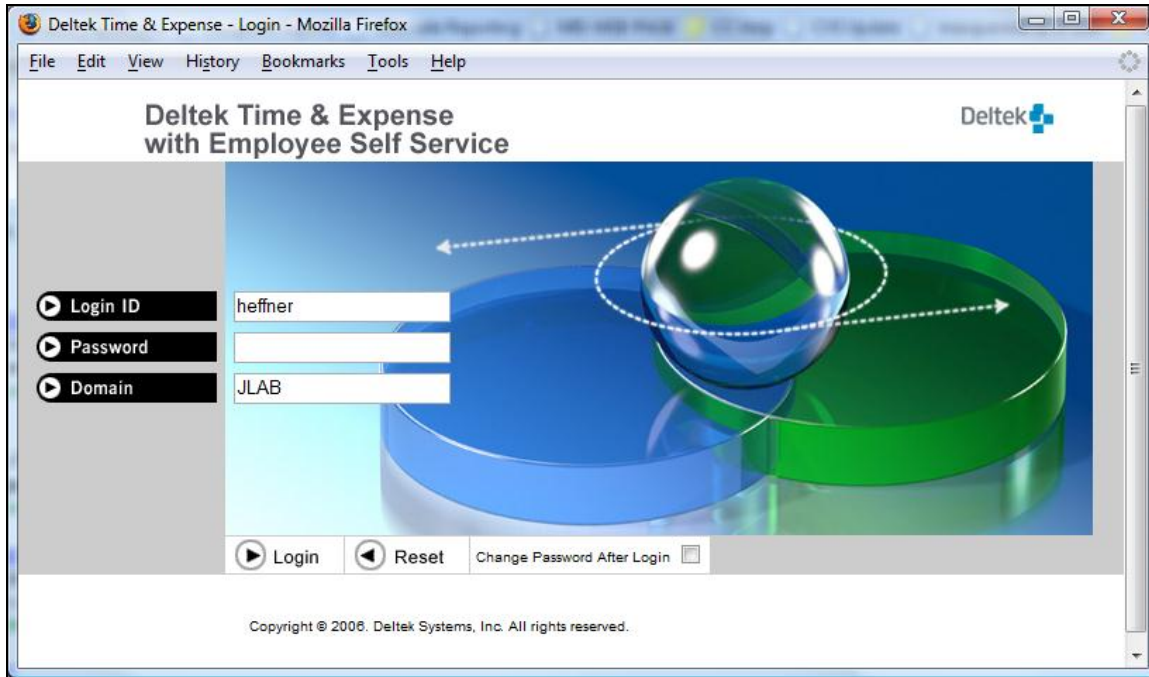 Deltek Time & Expense - Login - Mozilla Firefox
File Edit View History Bookmarks Tools Help
Deltek Time & Expense
with Employee Self Service
Deltek
Login ID heffner
Password
Domain JLAB
Login Reset Change Password After Login
Copyright © 2006. Deltek Systems, Inc. All rights reserved.